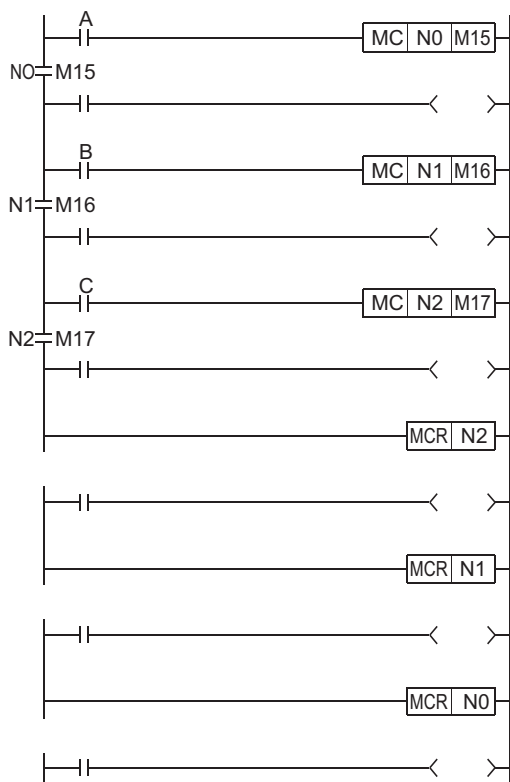 A
MC N0 M15
N0 M15
B
MC N1 M16
N1 M16
C
MC N2 M17
N2 M17
MCR N2
MCR N1
MCR N0